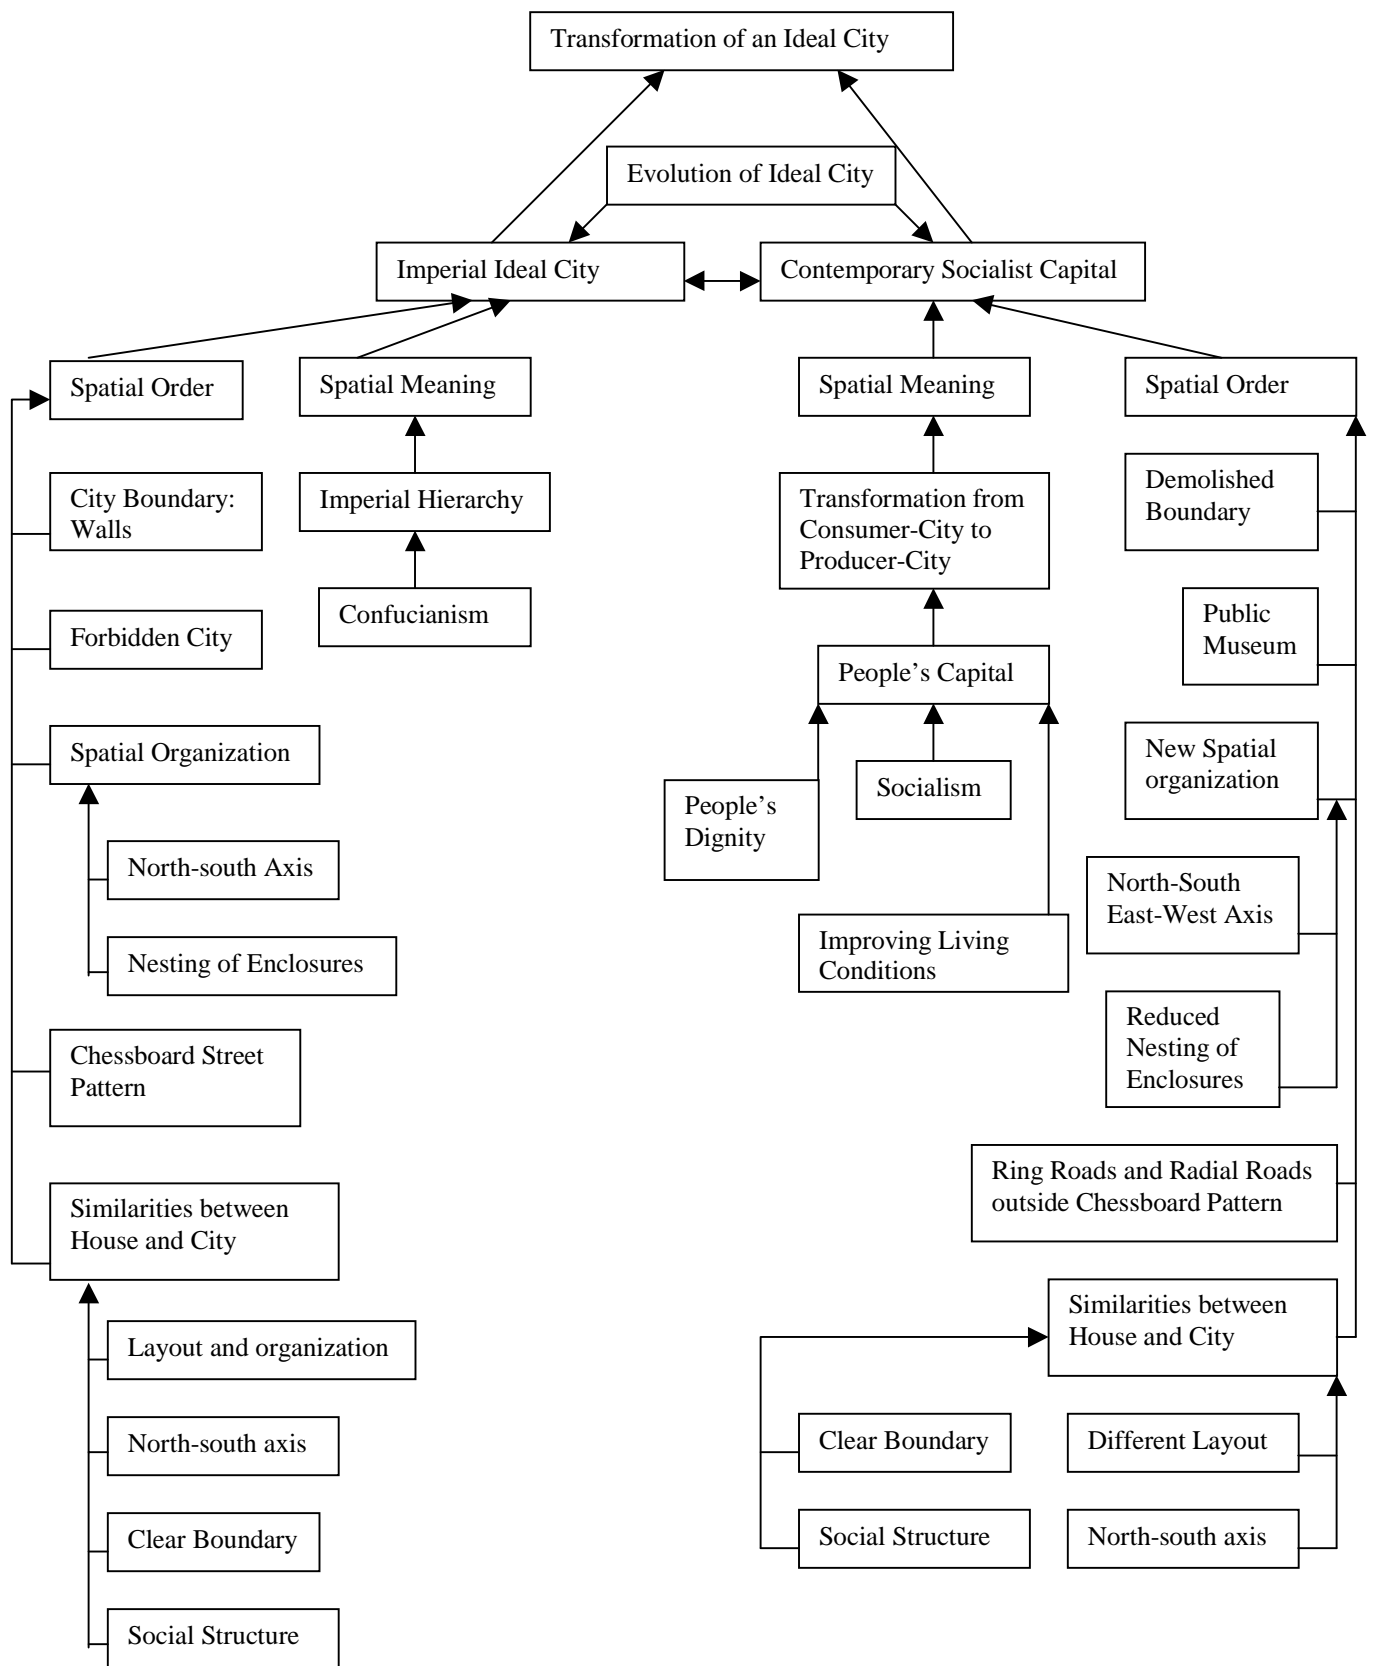 Transformation of an Ideal City
Evolution of Ideal City
Imperial Ideal City
Contemporary Socialist Capital
Spatial Order
Spatial Meaning
Spatial Meaning
Spatial Order
City Boundary:
Walls
Imperial Hierarchy
Transformation from
Consumer-City to
Producer-City
Demolished
Boundary
Confucianism
Forbidden City
People’s Capital
Public
Museum
Spatial Organization
People’s
Dignity
Socialism
New Spatial
organization
North-south Axis
Nesting of Enclosures
Improving Living
Conditions
North-South
East-West Axis
Reduced
Nesting of
Enclosures
Chessboard Street
Pattern
Ring Roads and Radial Roads
outside Chessboard Pattern
Similarities between
House and City
Similarities between
House and City
Layout and organization
North-south axis
Clear Boundary
Social Structure
Clear Boundary
Different Layout
Social Structure
North-south axis